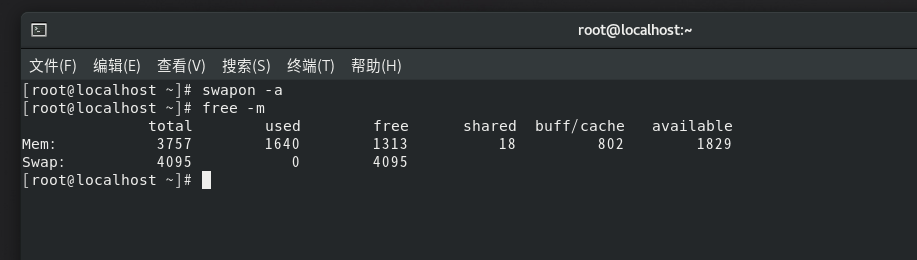 root@localhost:~
文件(F) 编辑(E) 查看(V) 搜索(S) 终端(T) 帮助(H)
[root@localhost ~]# swapon -a
[root@localhost ~]# free -m
              total        used        free      shared  buff/cache   available
Mem:           3757        1640        1313          18         802        1829
Swap:          4095           0        4095
[root@localhost ~]#